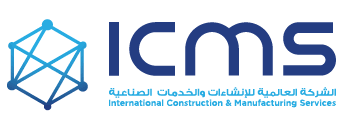 ICMS
الشركة العالمية للإنشاءات والخدمات الصناعية
International Construction & Manufacturing Services